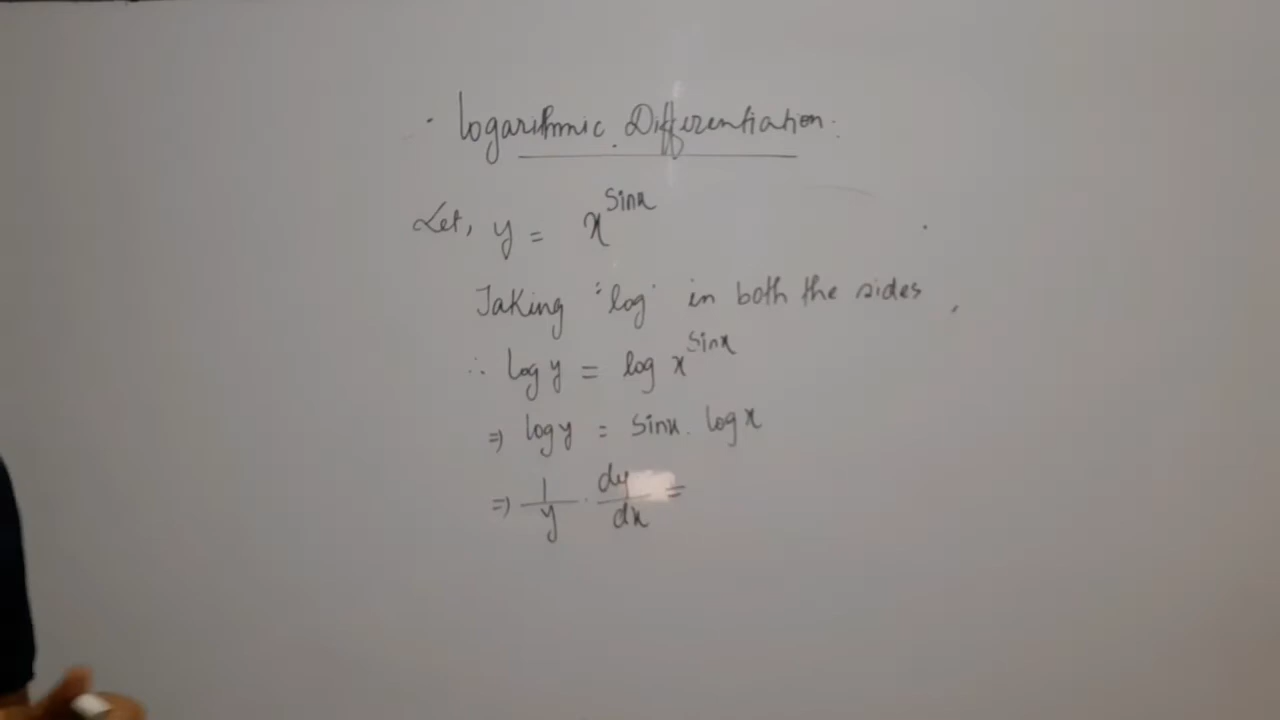 Logarithmic Differentiation
Let, y = x^sinx
Taking "log" in both the sides,
∴ log y = log x^sinx
⇒ log y = sinx . log x
⇒ 1/y . dy/dx =